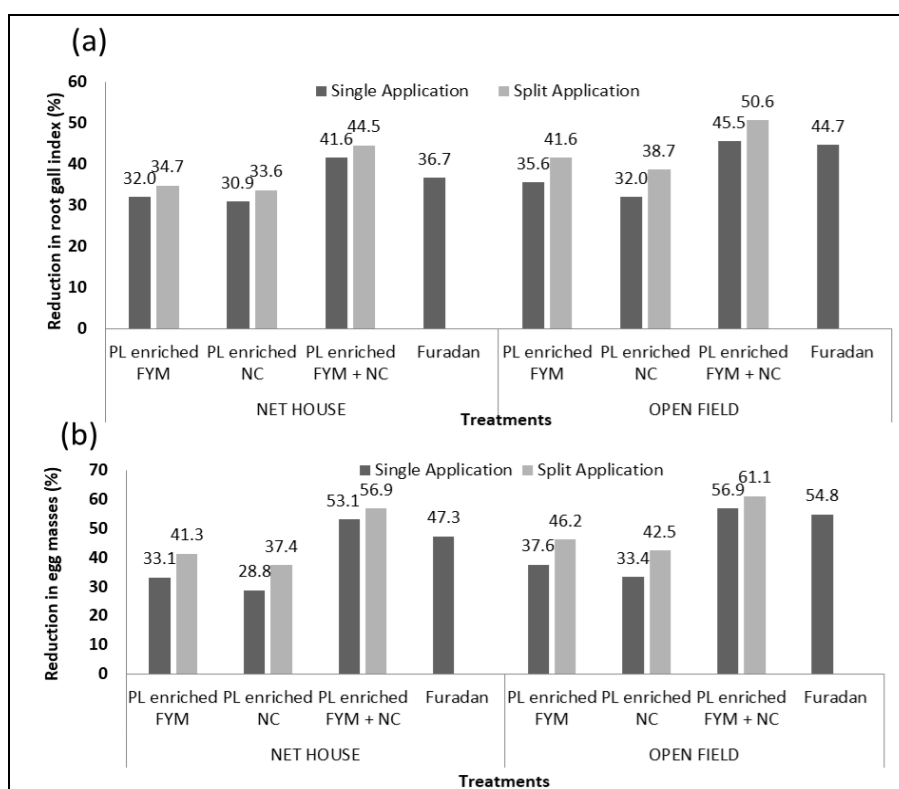 (a)
Reduction in root gall index (%)
60
50
40
30
20
10
0
Single Application Split Application
32.0 34.7 30.9 33.6 41.6 44.5 36.7 35.6 41.6 32.0 38.7 45.5 50.6 44.7
PL enriched PL enriched PL enriched Furadan PL enriched PL enriched PL enriched Furadan
FYM NC FYM + NC FYM NC FYM + NC
NET HOUSE OPEN FIELD
Treatments
(b)
Reduction in egg masses (%)
70
60
50
40
30
20
10
0
Single Application Split Application
33.1 41.3 28.8 37.4 53.1 56.9 47.3 37.6 46.2 33.4 42.5 56.9 61.1 54.8
PL enriched PL enriched PL enriched Furadan PL enriched PL enriched PL enriched Furadan
FYM NC FYM + NC FYM NC FYM + NC
NET HOUSE OPEN FIELD
Treatments